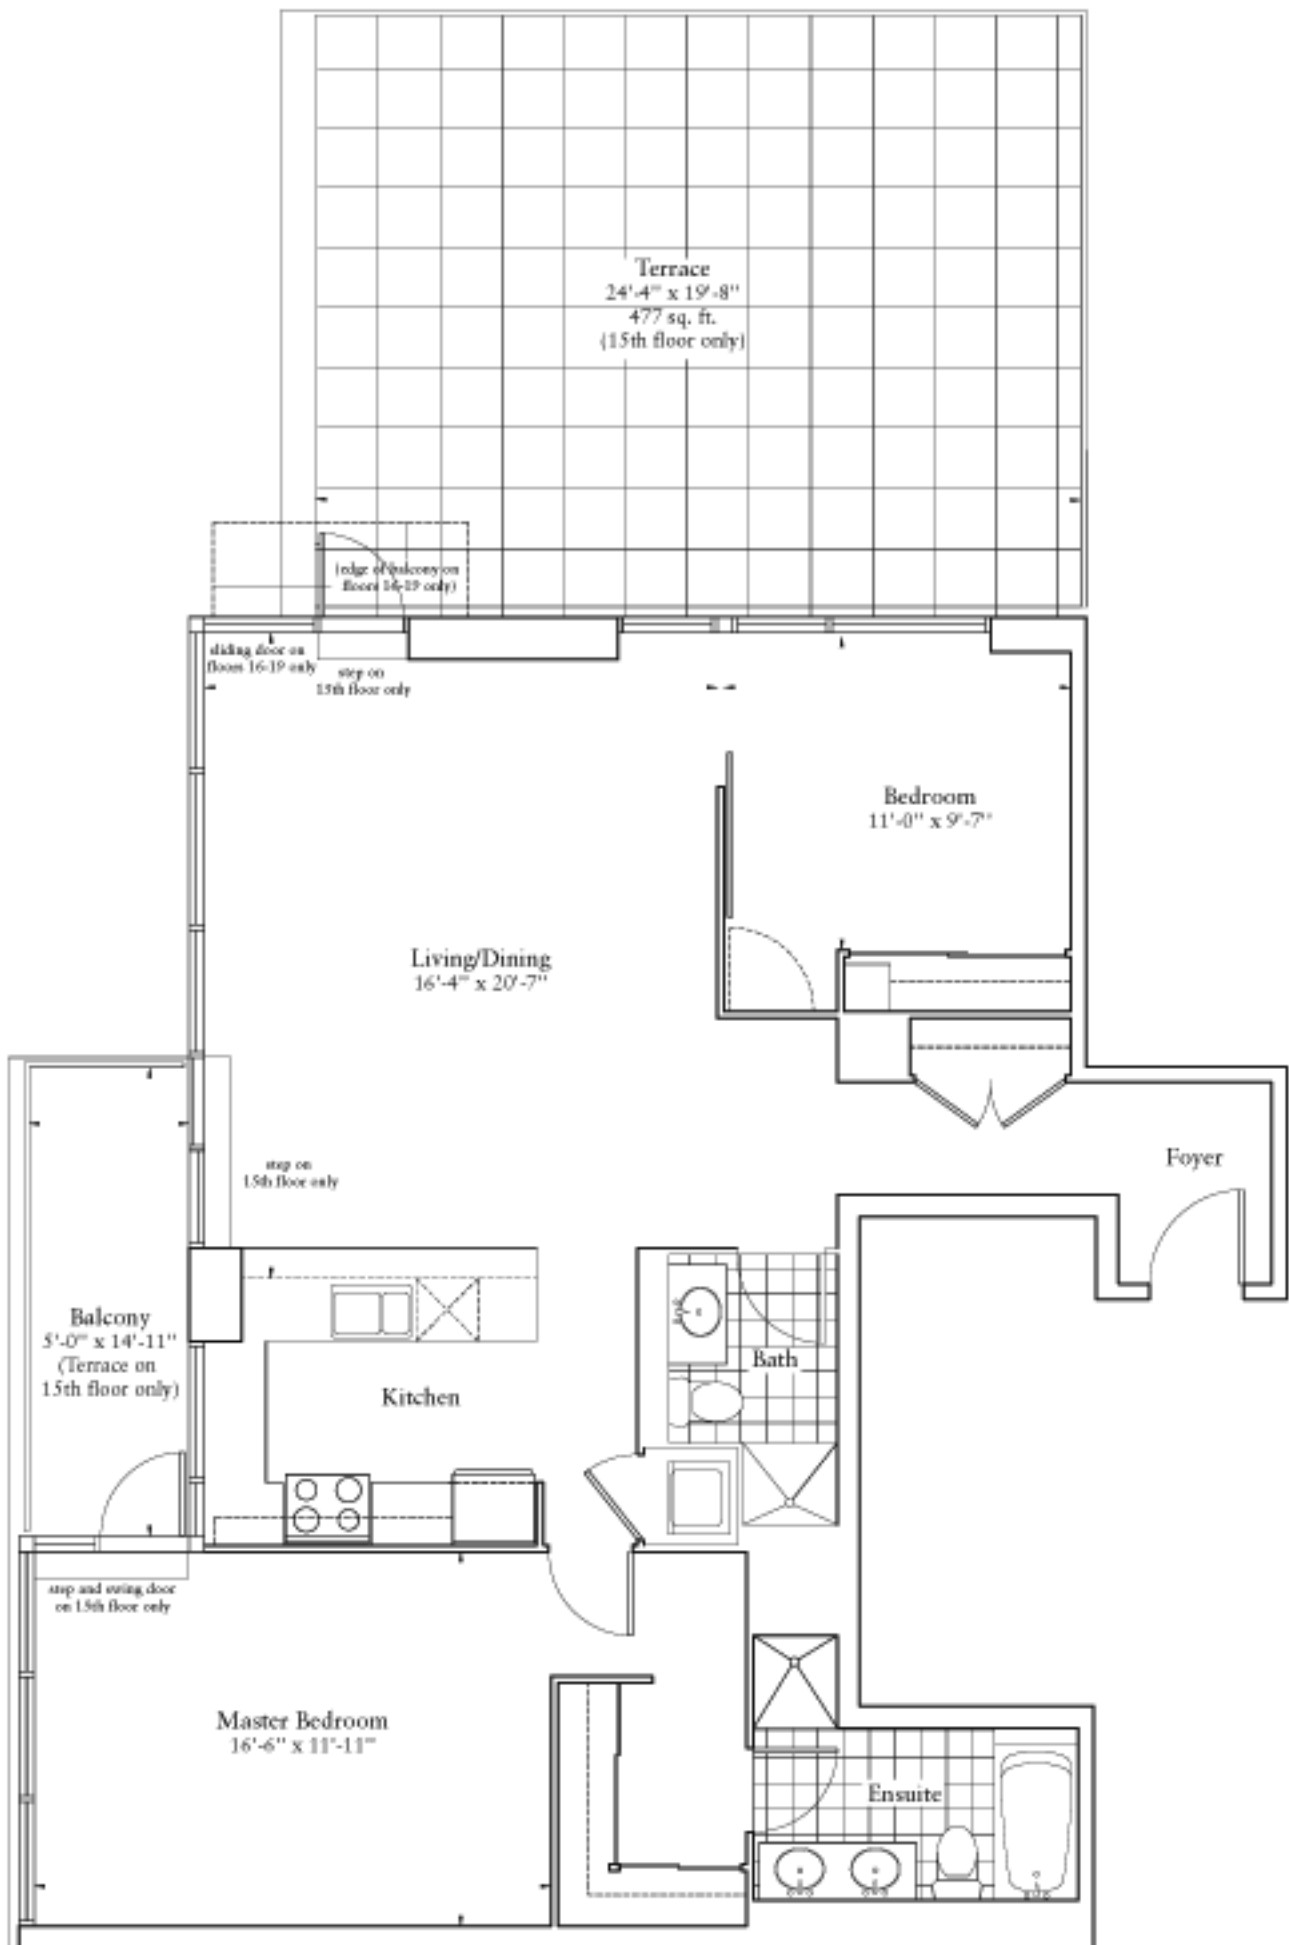 Terrace
24'-4" x 19'-8"
477 sq. ft.
(15th floor only)
(edge of balcony on
floors 16-19 only)
sliding door on
floors 16-19 only
step on
15th floor only
Bedroom
11'-0" x 9'-7"
Living/Dining
16'-4" x 20'-7"
Foyer
step on
15th floor only
Balcony
5'-0" x 14'-11"
(Terrace on
15th floor only)
Kitchen
Bath
step and swing door
on 15th floor only
Master Bedroom
16'-6" x 11'-11"
Ensuite